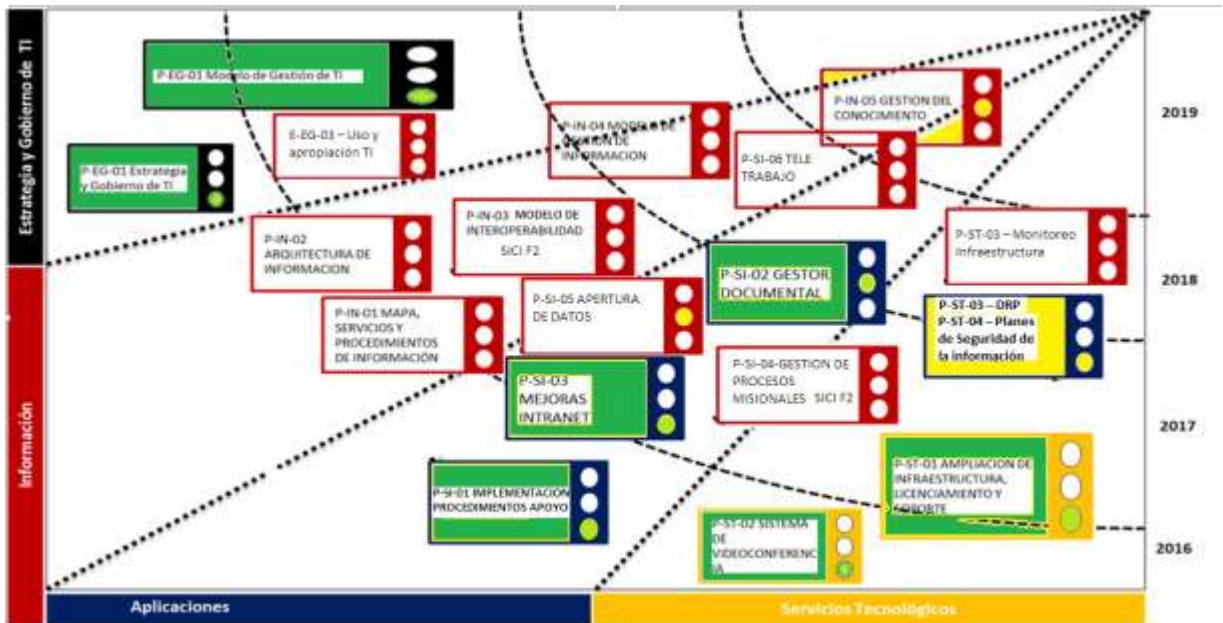 Estrategia y Gobierno de TI
Información
P-EG-01 Modelo de Gestión de TI
E-EG-03 – Uso y
apropiación TI
P-EG-01 Estrategia
y Gobierno de TI
P-IN-02
ARQUITECTURA DE
INFORMACION
P-IN-03 MODELO DE
INTEROPERABILIDAD
SICI F2
P-IN-04 MODELO DE
GESTION DE
INFORMACION
P-IN-05 GESTION DEL
CONOCIMIENTO
P-SI-06 TELE
TRABAJO
P-ST-03 – Monitoreo
Infraestructura
P-SI-02 GESTOR
DOCUMENTAL
P-SI-05 APERTURA
DE DATOS
P-IN-01 MAPA,
SERVICIOS Y
PROCEDIMIENTOS
DE INFORMACIÓN
P-ST-03 – DRP
P-ST-04 – Planes
de Seguridad de
la información
P-SI-03
MEJORAS
INTRANET
P-SI-04-GESTION DE
PROCESOS
MISIONALES SICI F2
P-SI-01 IMPLEMENTACION
PROCEDIMIENTOS APOYO
P-ST-01 AMPLIACION DE
INFRAESTRUCTURA,
LICENCIAMIENTO Y
SOPORTE
P-ST-02 SISTEMA
DE
VIDEOCONFERENC
IA
2019
2018
2017
2016
Aplicaciones
Servicios Tecnológicos